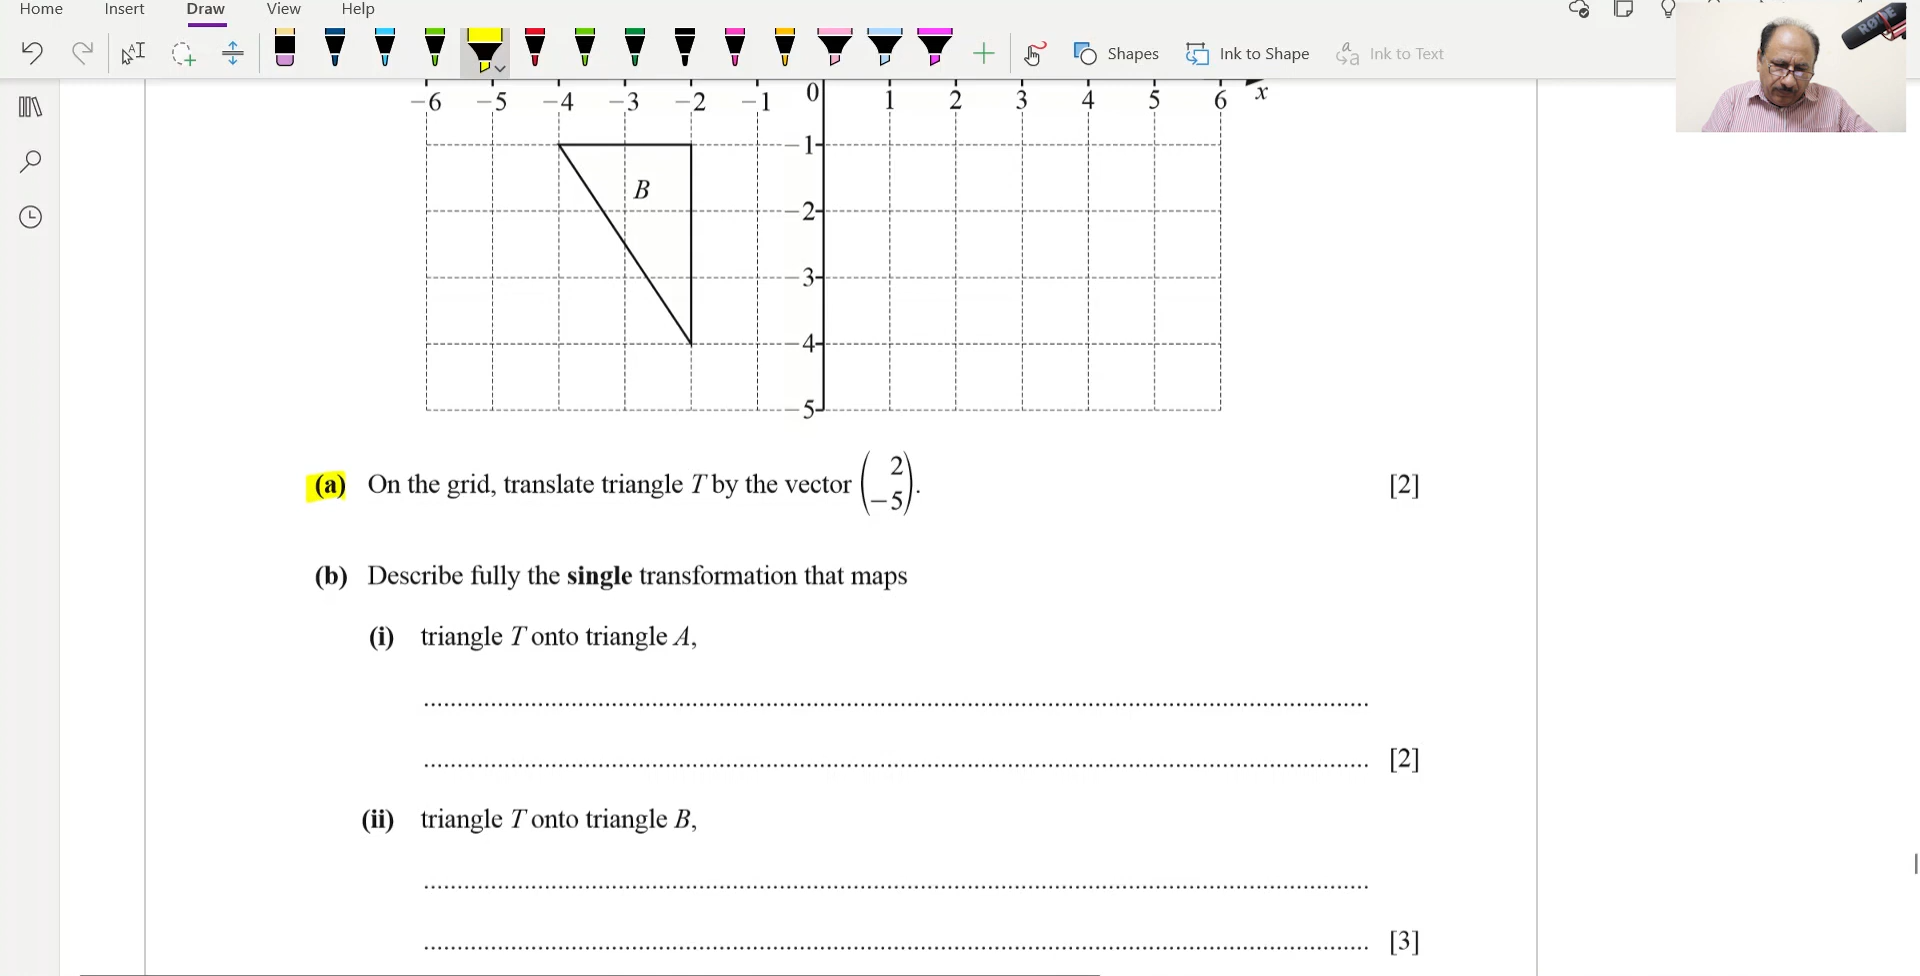 Home Insert Draw View Help
Shapes Ink to Shape Ink to Text
RØDE
−6 −5 −4 −3 −2 −1 0 1 2 3 4 5 6 x
−1
B
−2
−3
−4
−5
(a) On the grid, translate triangle T by the vector (2 −5). [2]
(b) Describe fully the single transformation that maps
(i) triangle T onto triangle A,
[2]
(ii) triangle T onto triangle B,
[3]